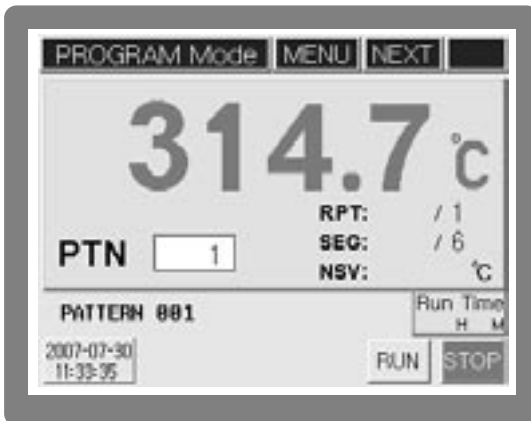 PROGRAM Mode MENU NEXT
314.7 °C
RPT: / 1
PTN 1
SEG: / 6
NSV: °C
PATTERN 001
Run Time
H M
2007-07-30
11:33:35
RUN STOP